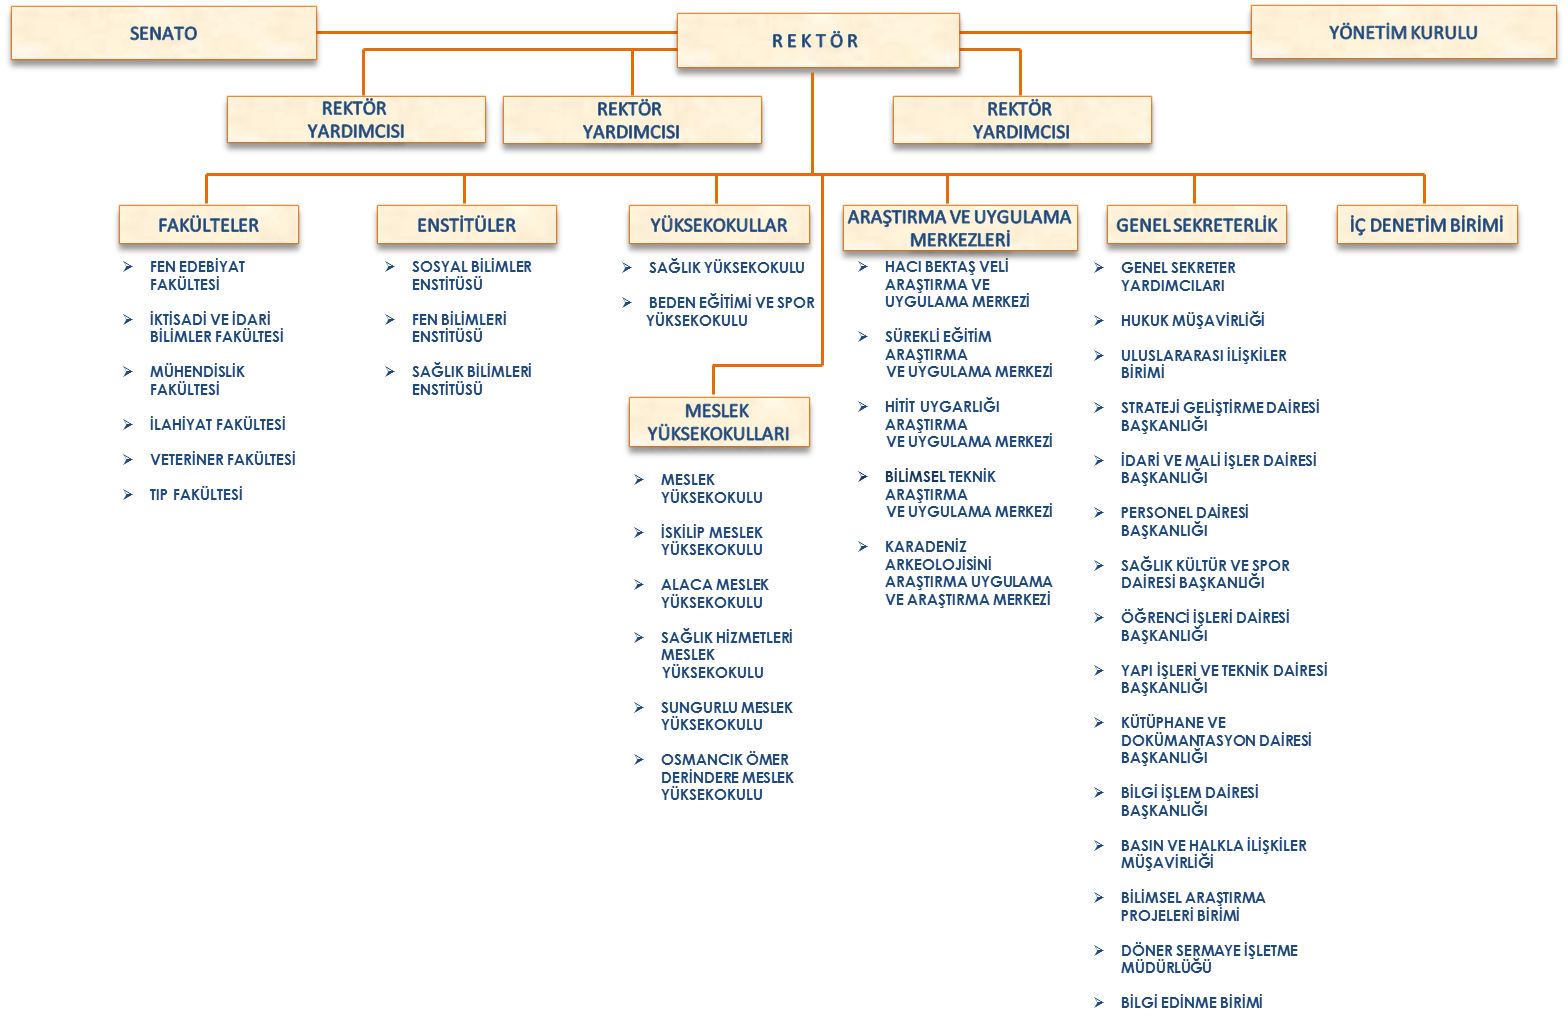 SENATO
REKTÖR
YÖNETİM KURULU
REKTÖR
YARDIMCISI
REKTÖR
YARDIMCISI
REKTÖR
YARDIMCISI
FAKÜLTELER
FEN EDEBİYAT
FAKÜLTESİ
İKTİSADİ VE İDARİ
BİLİMLER FAKÜLTESİ
MÜHENDİSLİK
FAKÜLTESİ
İLAHİYAT FAKÜLTESİ
VETERİNER FAKÜLTESİ
TIP FAKÜLTESİ
ENSTİTÜLER
SOSYAL BİLİMLER
ENSTİTÜSÜ
FEN BİLİMLERİ
ENSTİTÜSÜ
SAĞLIK BİLİMLERİ
ENSTİTÜSÜ
YÜKSEKOKULLAR
SAĞLIK YÜKSEKOKULU
BEDEN EĞİTİMİ VE SPOR
YÜKSEKOKULU
MESLEK
YÜKSEKOKULLARI
MESLEK
YÜKSEKOKULU
İSKİLİP MESLEK
YÜKSEKOKULU
ALACA MESLEK
YÜKSEKOKULU
SAĞLIK HİZMETLERİ
MESLEK
YÜKSEKOKULU
SUNGURLU MESLEK
YÜKSEKOKULU
OSMANCIK ÖMER
DERİNDERE MESLEK
YÜKSEKOKULU
ARAŞTIRMA VE UYGULAMA
MERKEZLERİ
HACI BEKTAŞ VELİ
ARAŞTIRMA VE
UYGULAMA MERKEZİ
SÜREKLİ EĞİTİM
ARAŞTIRMA
VE UYGULAMA MERKEZİ
HİTİT UYGARLIĞI
ARAŞTIRMA
VE UYGULAMA MERKEZİ
BİLİMSEL TEKNİK
ARAŞTIRMA
VE UYGULAMA MERKEZİ
KARADENİZ
ARKEOLOJİSİNİ
ARAŞTIRMA UYGULAMA
VE ARAŞTIRMA MERKEZİ
GENEL SEKRETERLİK
GENEL SEKRETER
YARDIMCILARI
HUKUK MÜŞAVİRLİĞİ
ULUSLARARASI İLİŞKİLER
BİRİMİ
STRATEJİ GELİŞTİRME DAİRESİ
BAŞKANLIĞI
İDARİ VE MALİ İŞLER DAİRESİ
BAŞKANLIĞI
PERSONEL DAİRESİ
BAŞKANLIĞI
SAĞLIK KÜLTÜR VE SPOR
DAİRESİ BAŞKANLIĞI
ÖĞRENCİ İŞLERİ DAİRESİ
BAŞKANLIĞI
YAPI İŞLERİ VE TEKNİK DAİRESİ
BAŞKANLIĞI
KÜTÜPHANE VE
DOKÜMANTASYON DAİRESİ
BAŞKANLIĞI
BİLGİ İŞLEM DAİRESİ
BAŞKANLIĞI
BASIN VE HALKLA İLİŞKİLER
MÜŞAVİRLİĞİ
BİLİMSEL ARAŞTIRMA
PROJELERİ BİRİMİ
DÖNER SERMAYE İŞLETME
MÜDÜRLÜĞÜ
BİLGİ EDİNME BİRİMİ
İÇ DENETİM BİRİMİ